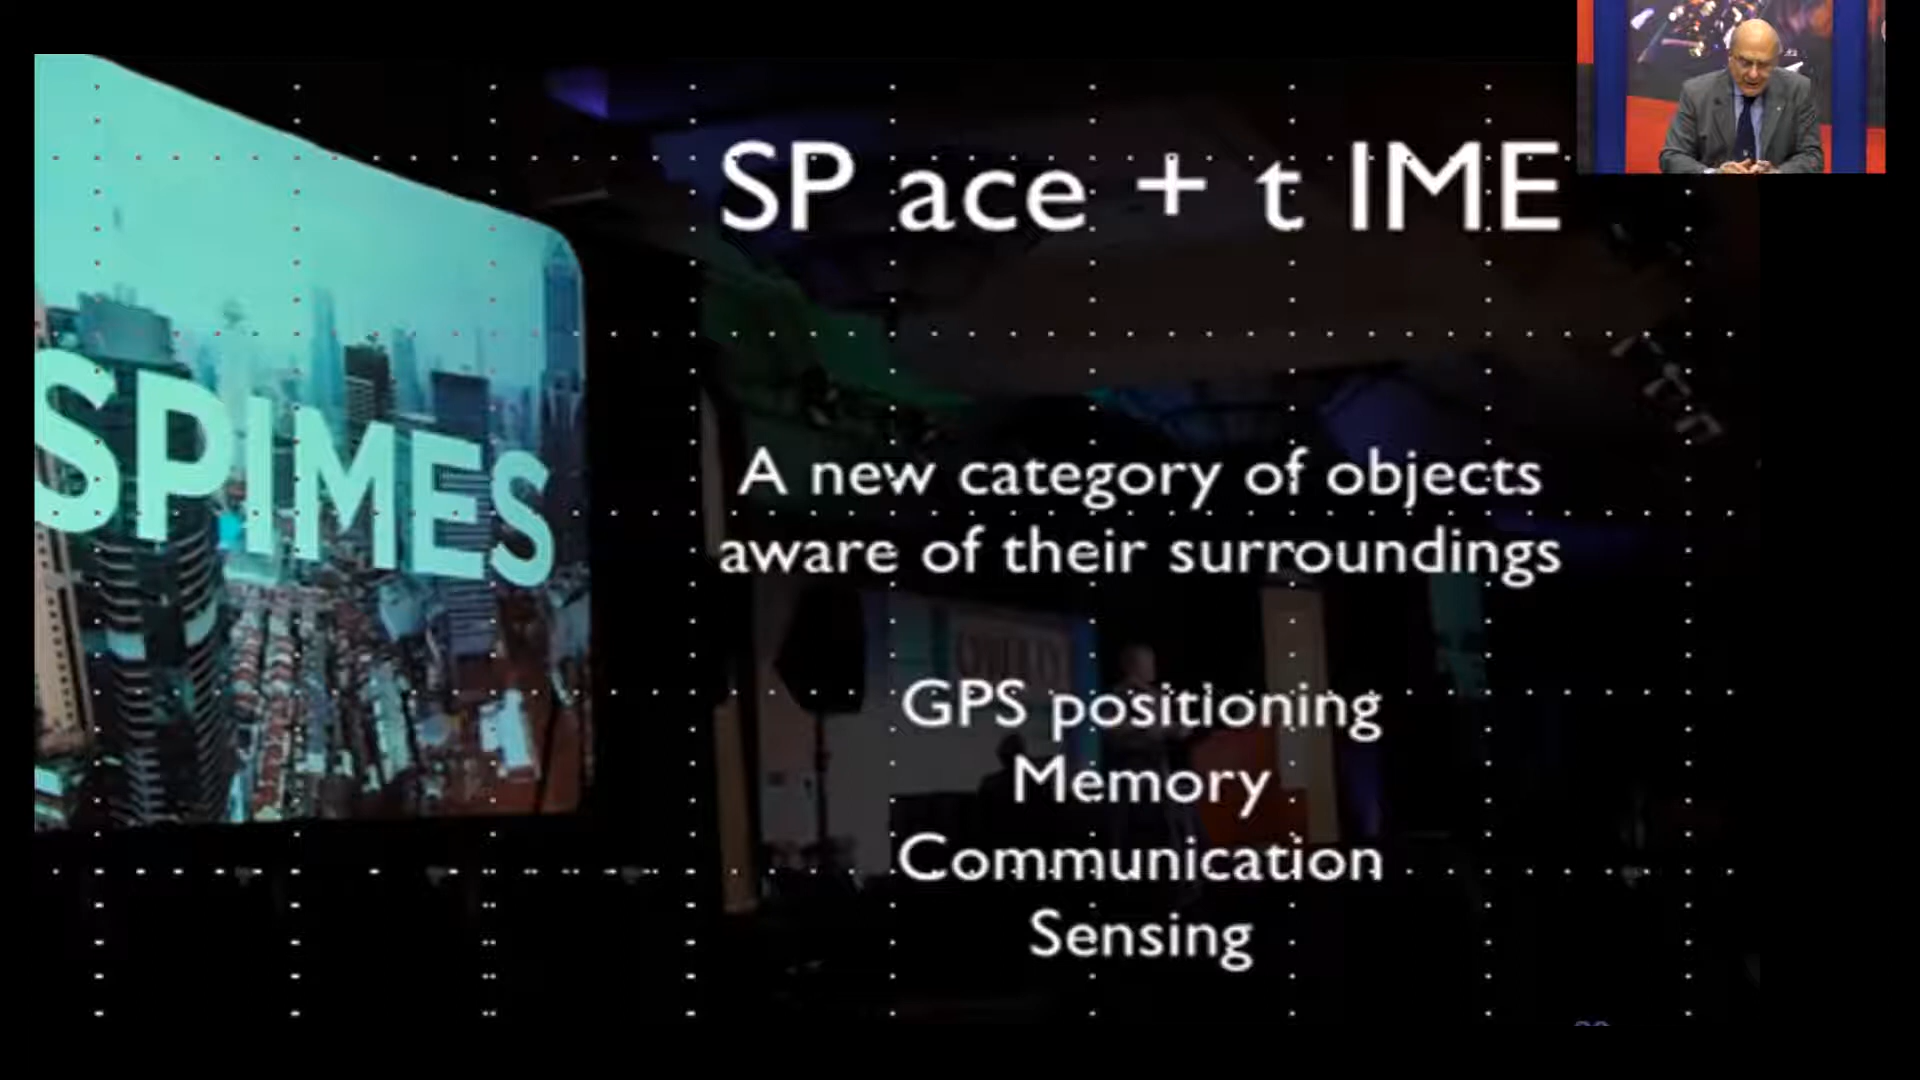 SPIMES
SP ace + t IME
A new category of objects
aware of their surroundings
GPS positioning
Memory
Communication
Sensing